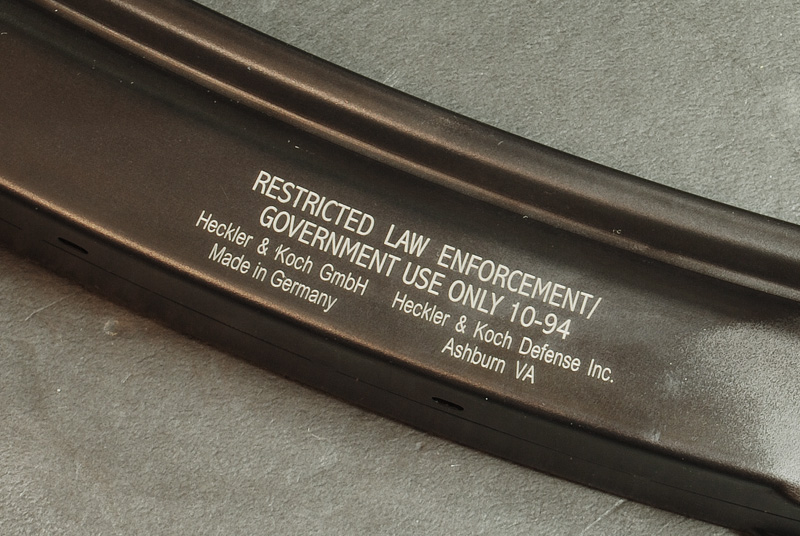 RESTRICTED LAW ENFORCEMENT/
GOVERNMENT USE ONLY 10-94
Heckler & Koch GmbH
Made in Germany
Heckler & Koch Defense Inc.
Ashburn VA